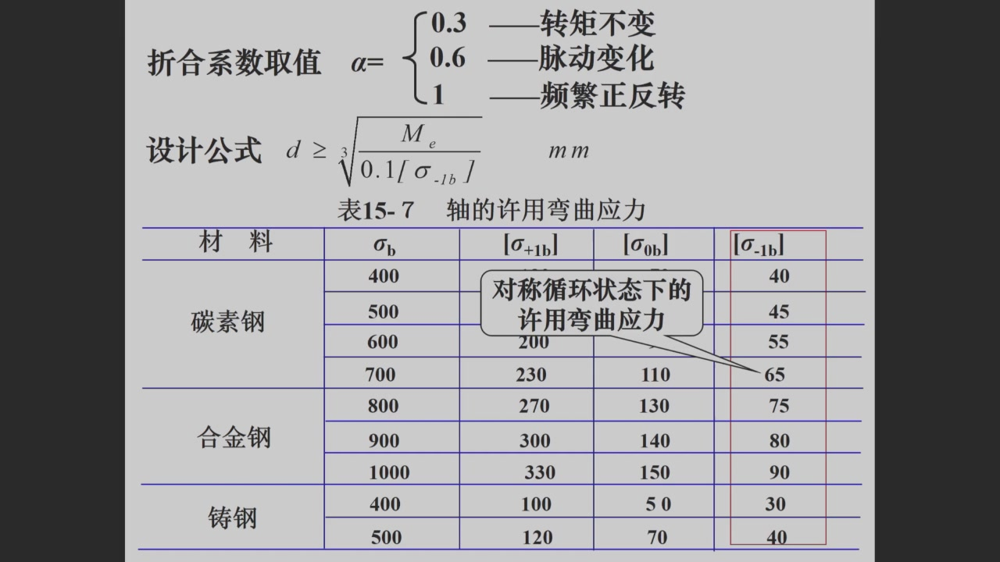 0.3 ——转矩不变
折合系数取值 α= 0.6 ——脉动变化
1 ——频繁正反转
设计公式 d ≥ ∛(Me / 0.1[σ-1b]) mm
表15-７ 轴的许用弯曲应力
材 料 σb [σ+1b] [σ0b] [σ-1b]
400 40
对称循环状态下的
许用弯曲应力
碳素钢 500 45
600 200 55
700 230 110 65
800 270 130 75
合金钢 900 300 140 80
1000 330 150 90
铸钢 400 100 5 0 30
500 120 70 40